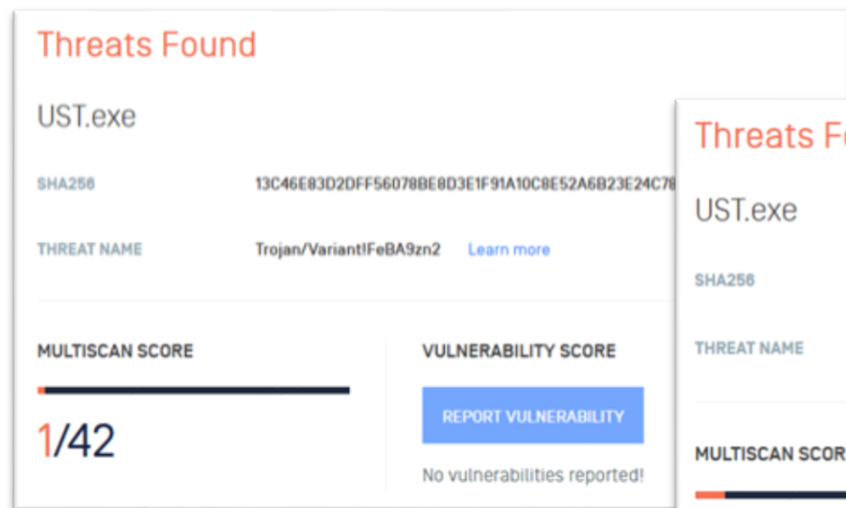 Threats Found
UST.exe
SHA256 13C46E83D2DFF56078BE8D3E1F91A10C8E52A6B23E24C78
THREAT NAME Trojan/Variant!FeBA9zn2 Learn more
MULTISCAN SCORE VULNERABILITY SCORE
REPORT VULNERABILITY
1/42
No vulnerabilities reported!
Threats Fo
UST.exe
SHA256
THREAT NAME
MULTISCAN SCOR